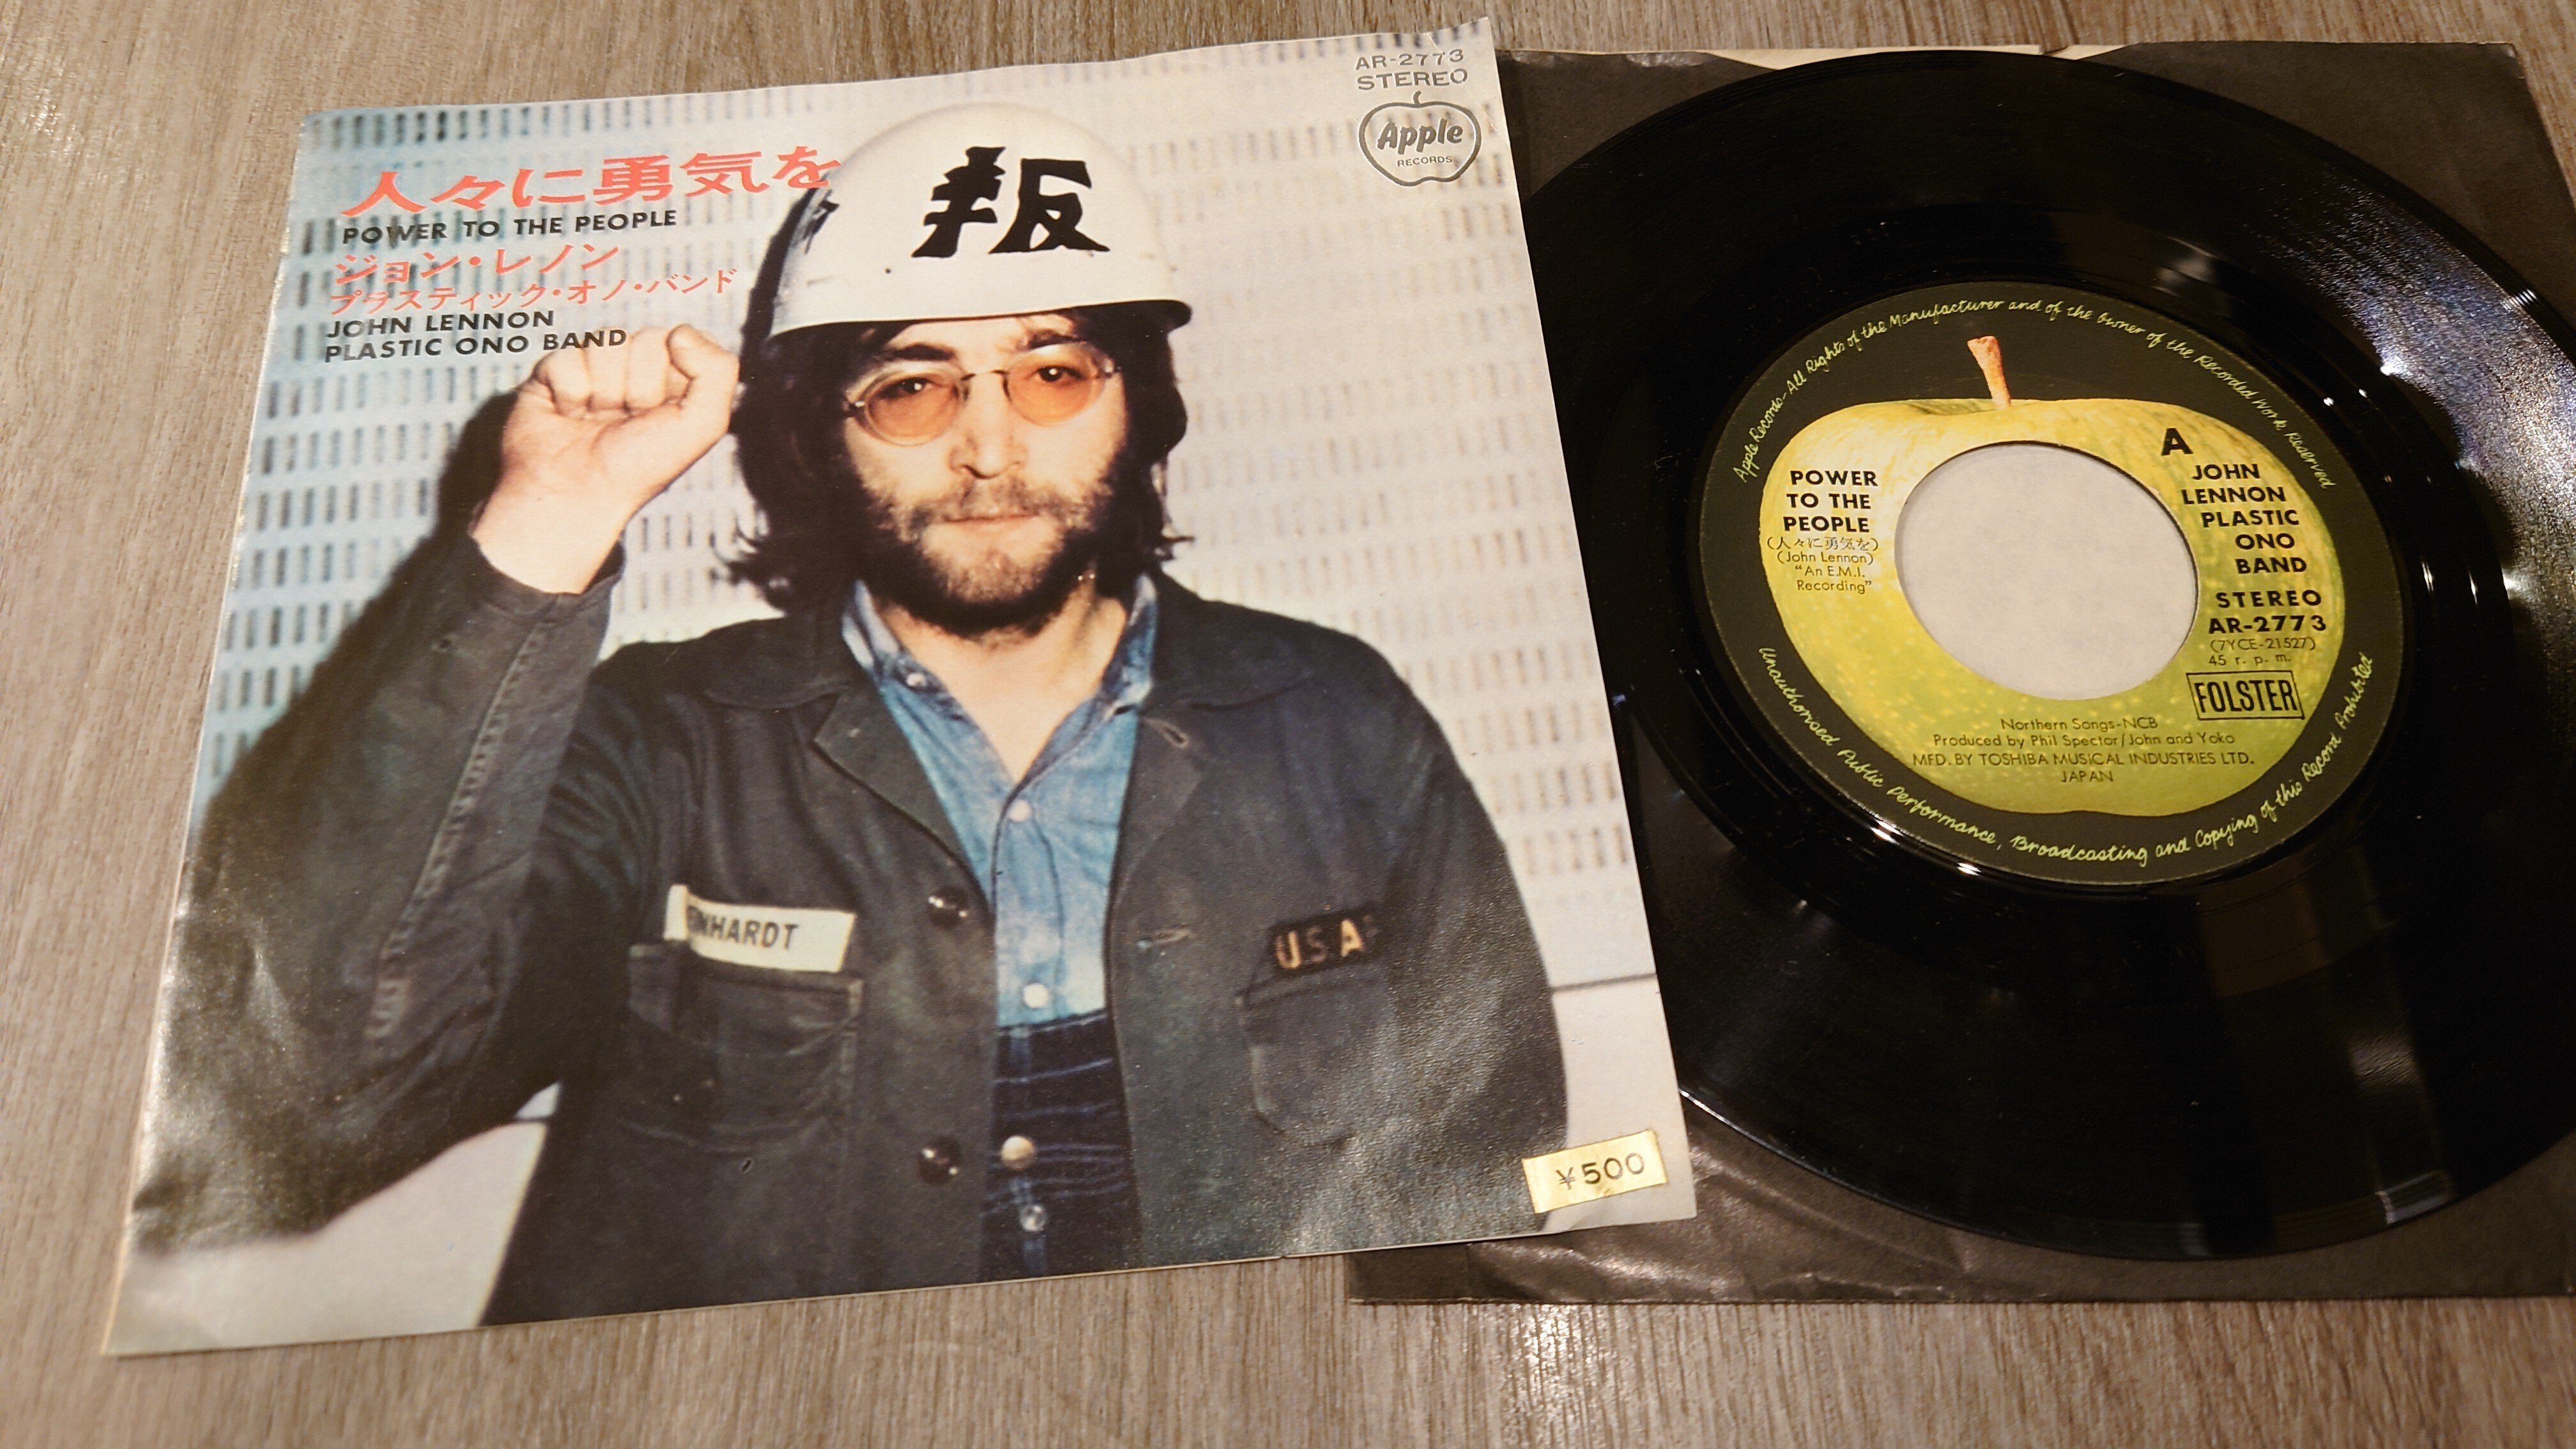 AR-2773
STEREO
Apple
RECORDS
人々に勇気を
POWER TO THE PEOPLE
ジョン・レノン
プラスティック・オノ・バンド
JOHN LENNON
PLASTIC ONO BAND
NHARDT
U.S.A
¥500
Apple Records-All Rights of the Manufacturer and of the Owner of the Recorded Work Reserved
A
POWER
TO THE
PEOPLE
(人々に勇気を)
(John Lennon)
"An E.M.I.
Recording"
JOHN
LENNON
PLASTIC
ONO
BAND
STEREO
AR-2773
(7YCE-21527)
45 r. p. m.
FOLSTER
Northern Songs-NCB
Produced by Phil Spector/John and Yoko
MFD. BY TOSHIBA MUSICAL INDUSTRIES LTD.
JAPAN
Unauthorised Public Performance, Broadcasting and Copying of this Record Prohibited